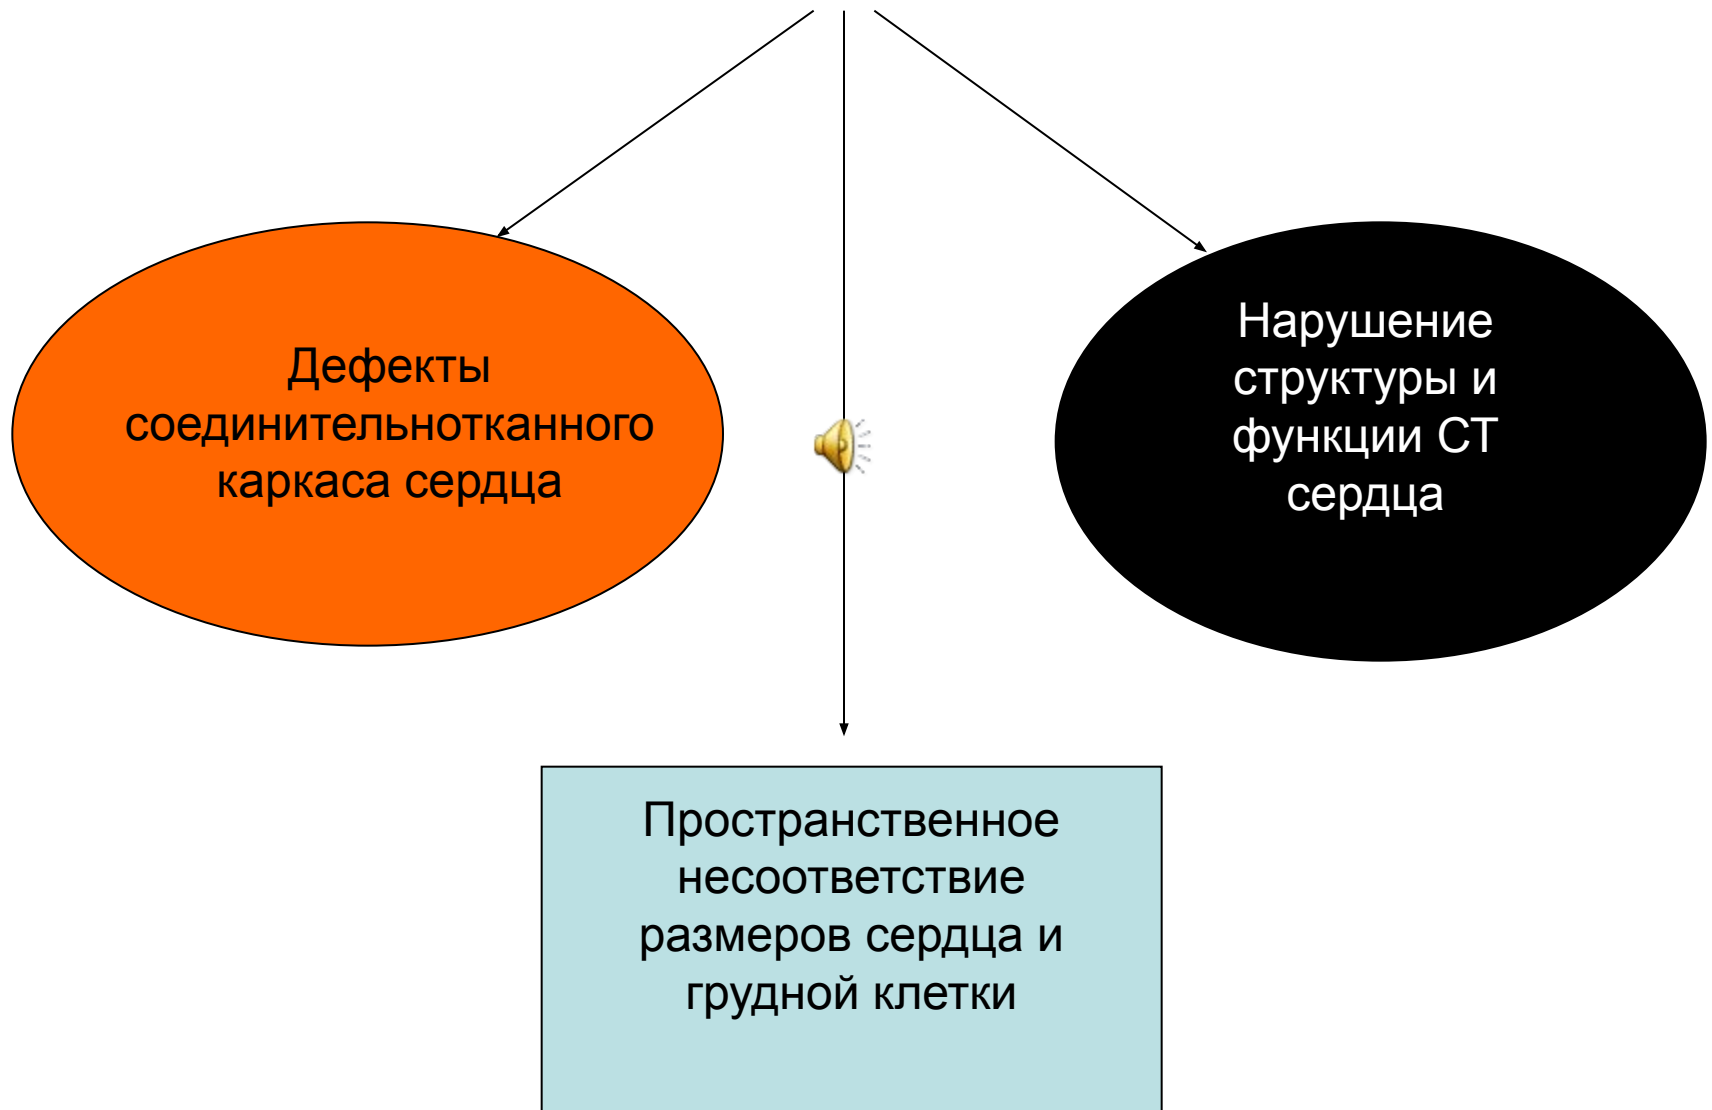 Дефекты
соединительнотканного
каркаса сердца
Нарушение
структуры и
функции СТ
сердца
Пространственное
несоответствие
размеров сердца и
грудной клетки